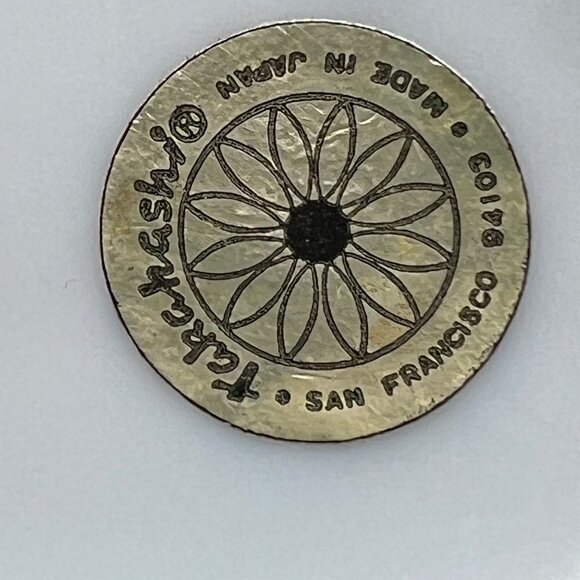 Takahashi®
• MADE IN JAPAN
• SAN FRANCISCO 94103